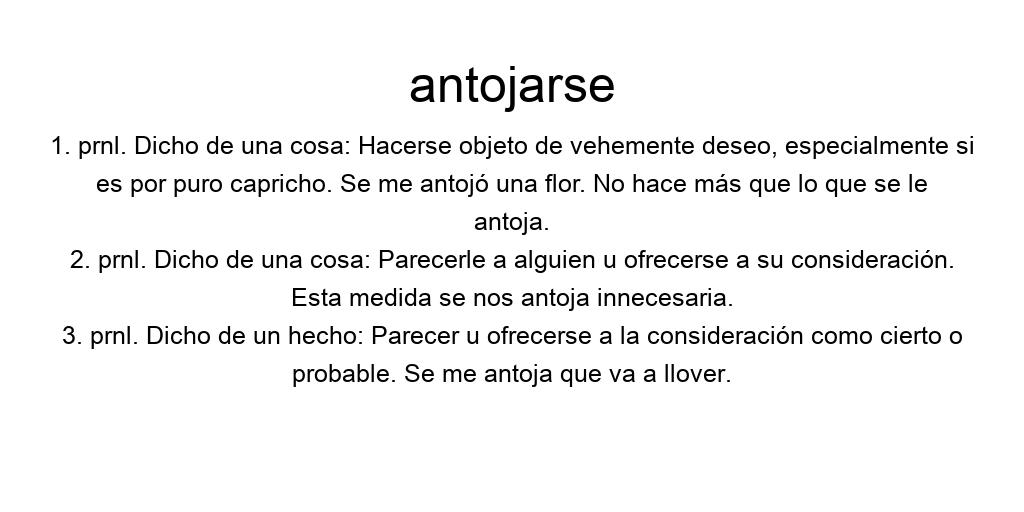 antojarse
1. prnl. Dicho de una cosa: Hacerse objeto de vehemente deseo, especialmente si
es por puro capricho. Se me antojó una flor. No hace más que lo que se le
antoja.
2. prnl. Dicho de una cosa: Parecerle a alguien u ofrecerse a su consideración.
Esta medida se nos antoja innecesaria.
3. prnl. Dicho de un hecho: Parecer u ofrecerse a la consideración como cierto o
probable. Se me antoja que va a llover.